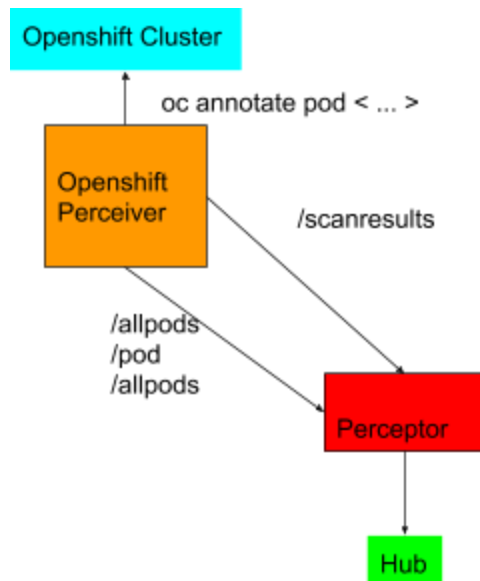 Openshift Cluster
oc annotate pod < ... >
Openshift
Perceiver
/scanresults
/allpods
/pod
/allpods
Perceptor
Hub